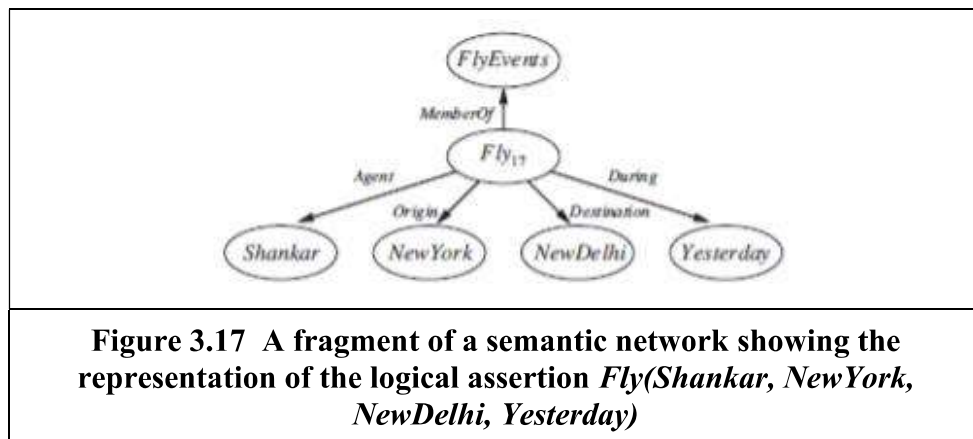 FlyEvents
MemberOf
Fly₁₇
Agent
During
Origin
Destination
Shankar
NewYork
NewDelhi
Yesterday
Figure 3.17 A fragment of a semantic network showing the
representation of the logical assertion Fly(Shankar, NewYork,
NewDelhi, Yesterday)